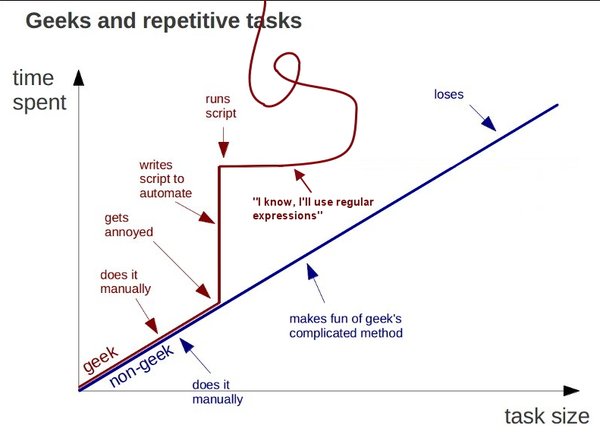 Geeks and repetitive tasks
time
spent
runs
script
loses
writes
script to
automate
"I know, I'll use regular
expressions"
gets
annoyed
does it
manually
makes fun of geek's
complicated method
geek
non-geek
does it
manually
task size